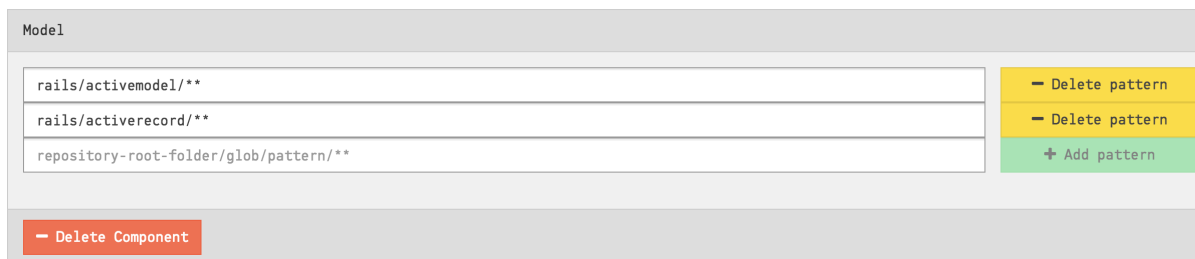 Model
rails/activemodel/** — Delete pattern
rails/activerecord/** — Delete pattern
repository-root-folder/glob/pattern/** + Add pattern
— Delete Component